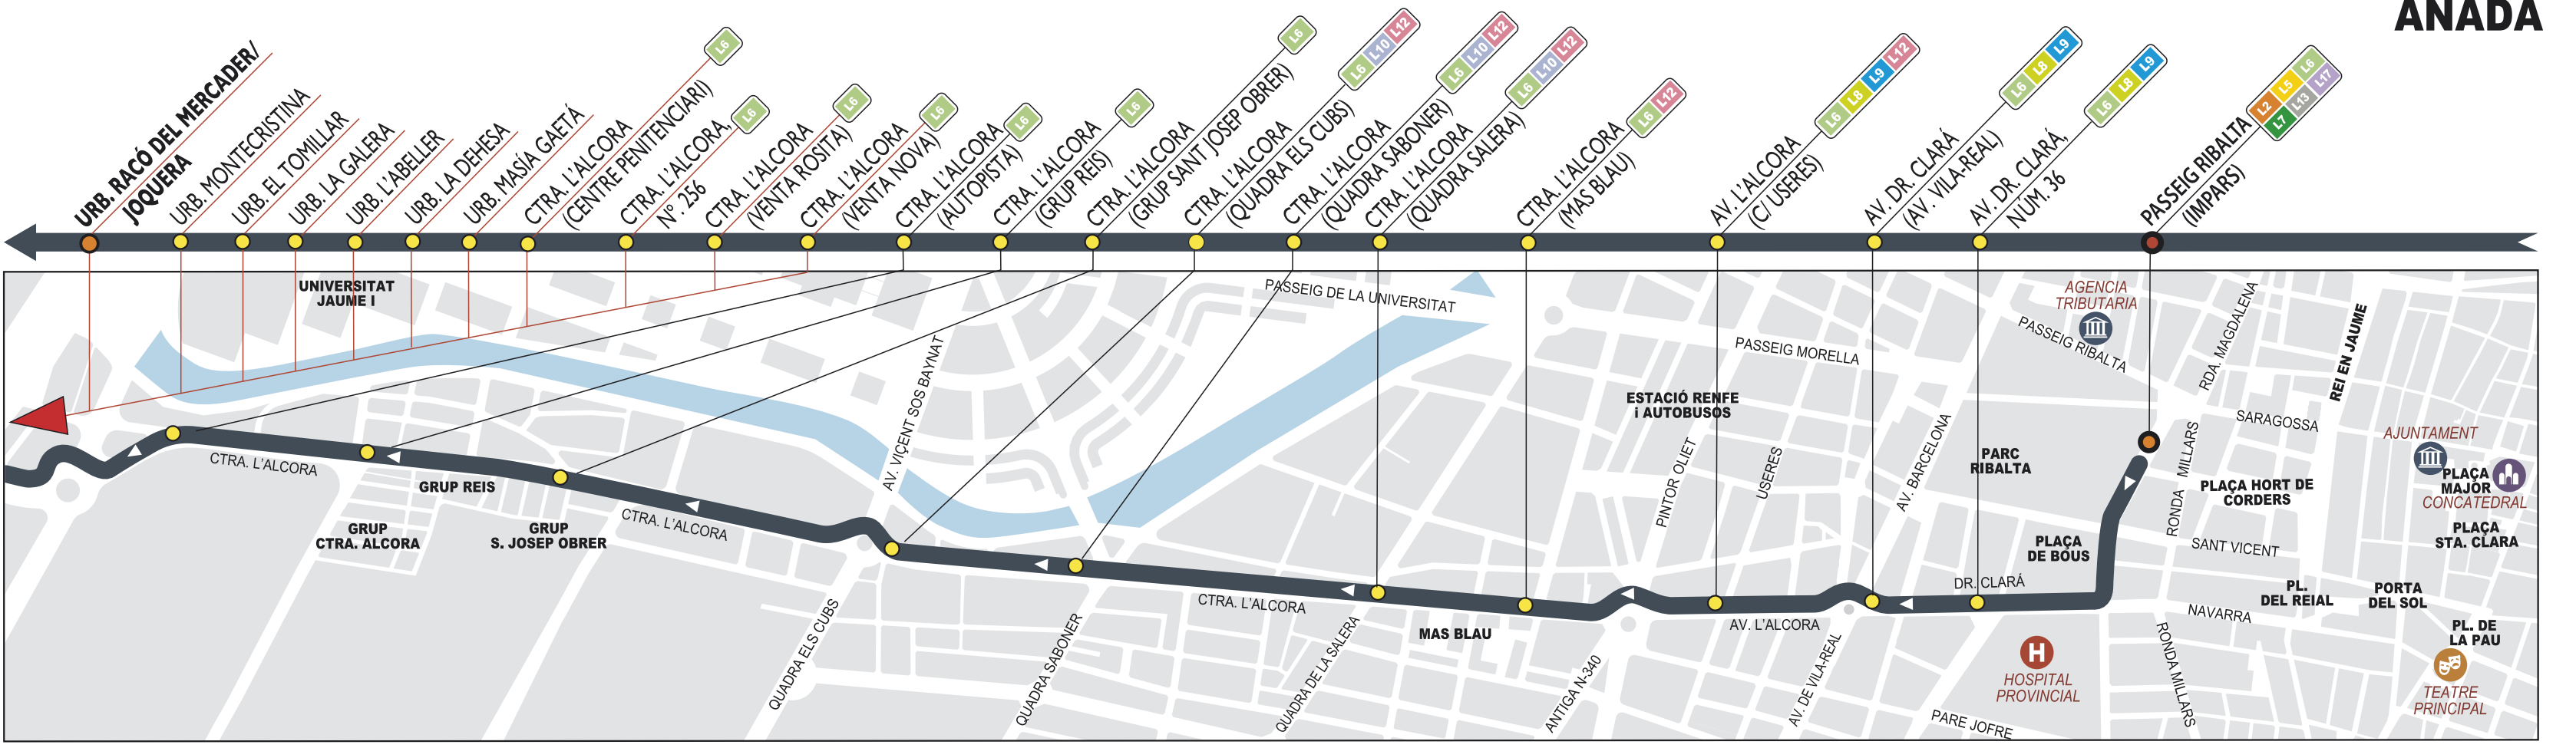 ANADA
URB. RACÓ DEL MERCADER/
JOQUERA
URB. MONTECRISTINA
URB. EL TOMILLAR
URB. LA GALERA
URB. L'ABELLER
URB. LA DEHESA
URB. MASÍA GAETÁ
CTRA. L'ALCORA
(CENTRE PENITENCIARI)
L6
CTRA. L'ALCORA,
Nº. 256
L6
CTRA. L'ALCORA
(VENTA ROSITA)
L6
CTRA. L'ALCORA
(VENTA NOVA)
L6
CTRA. L'ALCORA
(AUTOPISTA)
L6
CTRA. L'ALCORA
(GRUP REIS)
L6
CTRA. L'ALCORA
(GRUP SANT JOSEP OBRER)
L6
CTRA. L'ALCORA
(QUADRA ELS CUBS)
L6 L10 L12
CTRA. L'ALCORA
(QUADRA SABONER)
L6 L10 L12
CTRA. L'ALCORA
(QUADRA SALERA)
L6 L10 L12
CTRA. L'ALCORA
(MAS BLAU)
L6 L12
AV. L'ALCORA
(C/ USERES)
L6 L8 L9 L12
AV. DR. CLARÁ
(AV. VILA-REAL)
L6 L8 L9
AV. DR. CLARÁ,
NÚM. 36
L6 L8 L9
PASSEIG RIBALTA
(IMPARS)
L2 L5 L6
L7 L13 L17
UNIVERSITAT
JAUME I
PASSEIG DE LA UNIVERSITAT
AGENCIA
TRIBUTARIA
PASSEIG RIBALTA
RDA. MAGDALENA
REI EN JAUME
PASSEIG MORELLA
AV. VIÇENT SOS BAYNAT
ESTACIÓ RENFE
i AUTOBUSOS
SARAGOSSA
AJUNTAMENT
PLAÇA
MAJOR
CONCATEDRAL
CTRA. L'ALCORA
GRUP REIS
PINTOR OLIET
USERES
AV. BARCELONA
PARC
RIBALTA
RONDA MILLARS
PLAÇA HORT DE
CORDERS
GRUP
CTRA. ALCORA
GRUP
S. JOSEP OBRER
CTRA. L'ALCORA
PLAÇA
DE BOUS
SANT VICENT
PLAÇA
STA. CLARA
CTRA. L'ALCORA
DR. CLARÁ
PL.
DEL REIAL
PORTA
DEL SOL
NAVARRA
AV. L'ALCORA
MAS BLAU
PL. DE
LA PAU
QUADRA ELS CUBS
QUADRA SABONER
QUADRA DE LA SALERA
ANTIGA N-340
AV. DE VILA-REAL
H
HOSPITAL
PROVINCIAL
RONDA MILLARS
TEATRE
PRINCIPAL
PARE JOFRE